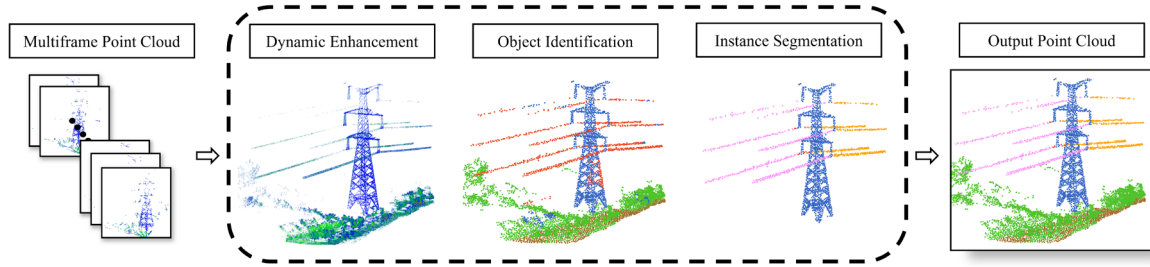 Multiframe Point Cloud
Dynamic Enhancement
Object Identification
Instance Segmentation
Output Point Cloud